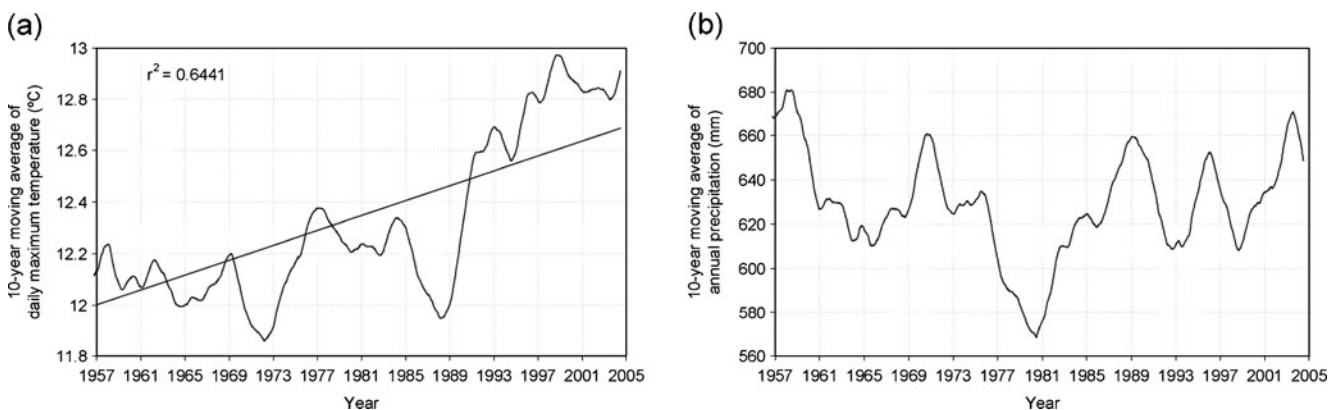 (a)
10-year moving average of
daily maximum temperature (ºC)
13
12.8
12.6
12.4
12.2
12
11.8
r² = 0.6441
1957 1961 1965 1969 1973 1977 1981 1985 1989 1993 1997 2001 2005
Year
(b)
10-year moving average of
annual precipitation (mm)
700
680
660
640
620
600
580
560
1957 1961 1965 1969 1973 1977 1981 1985 1989 1993 1997 2001 2005
Year